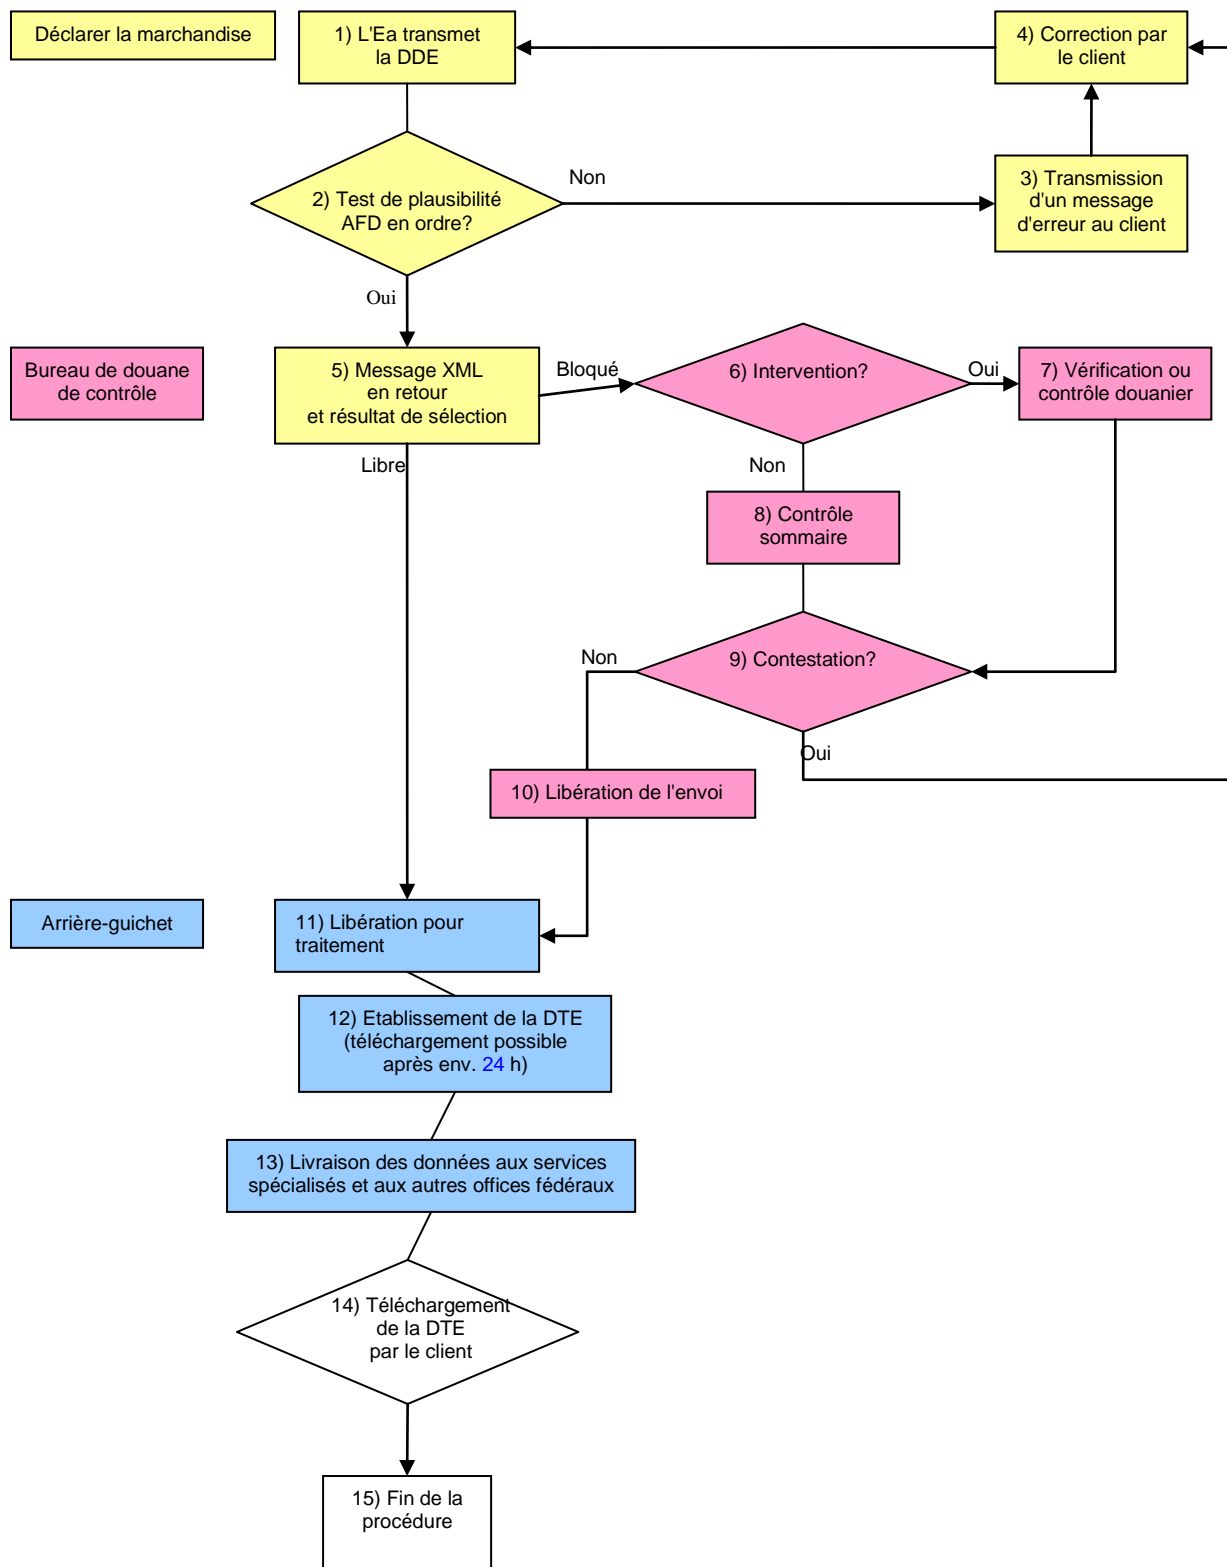 Déclarer la marchandise
1) L'Ea transmet
la DDE
4) Correction par
le client
2) Test de plausibilité
AFD en ordre?
Non
3) Transmission
d'un message
d'erreur au client
Oui
Bureau de douane
de contrôle
5) Message XML
en retour
et résultat de sélection
Bloqué
6) Intervention?
Oui
7) Vérification ou
contrôle douanier
Libre
Non
8) Contrôle
sommaire
Non
9) Contestation?
Oui
10) Libération de l'envoi
Arrière-guichet
11) Libération pour
traitement
12) Etablissement de la DTE
(téléchargement possible
après env. 24 h)
13) Livraison des données aux services
spécialisés et aux autres offices fédéraux
14) Téléchargement
de la DTE
par le client
15) Fin de la
procédure